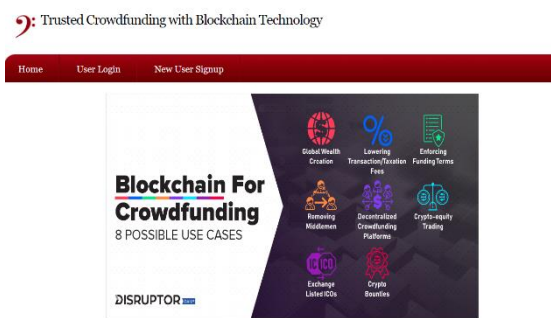 Trusted Crowdfunding with Blockchain Technology
Home User Login New User Signup
Blockchain For
Crowdfunding
8 POSSIBLE USE CASES
DISRUPTOR
Global Wealth
Creation
Lowering
Transaction/Taxation
Fees
Enforcing
Funding Terms
Removing
Middlemen
Decentralized
Crowdfunding
Platforms
Crypto-equity
Trading
ICO
Exchange
Listed ICOs
Crypto
Bounties